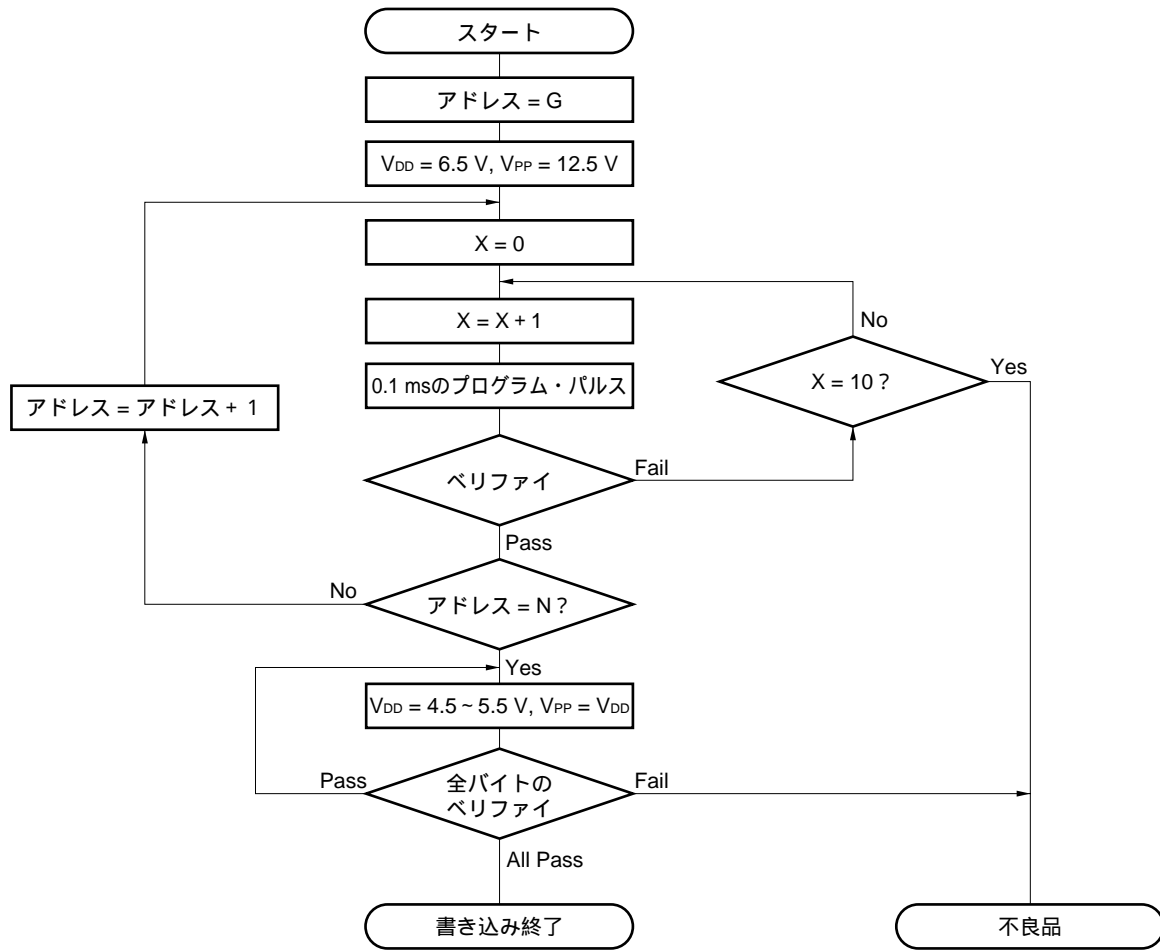 スタート
アドレス = G
VDD = 6.5 V, VPP = 12.5 V
X = 0
X = X + 1
No
Yes
X = 10 ?
0.1 msのプログラム・パルス
アドレス = アドレス + 1
ベリファイ
Fail
Pass
No
アドレス = N ?
Yes
VDD = 4.5 ~ 5.5 V, VPP = VDD
Pass
全バイトの
ベリファイ
Fail
All Pass
書き込み終了
不良品